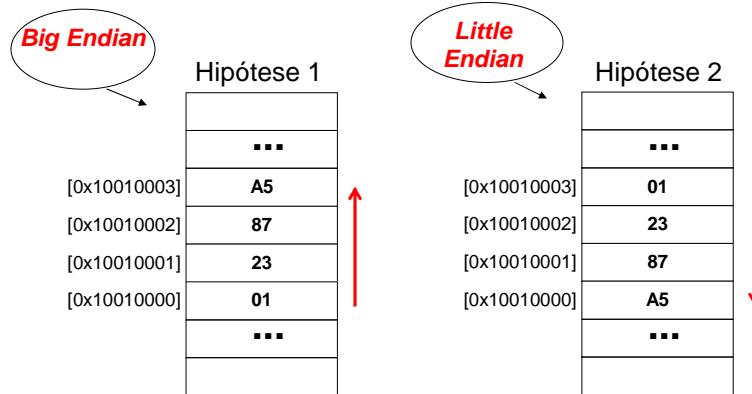 Big Endian
Hipótese 1
...
[0x10010003] A5
[0x10010002] 87
[0x10010001] 23
[0x10010000] 01
...
Little
Endian
Hipótese 2
...
[0x10010003] 01
[0x10010002] 23
[0x10010001] 87
[0x10010000] A5
...